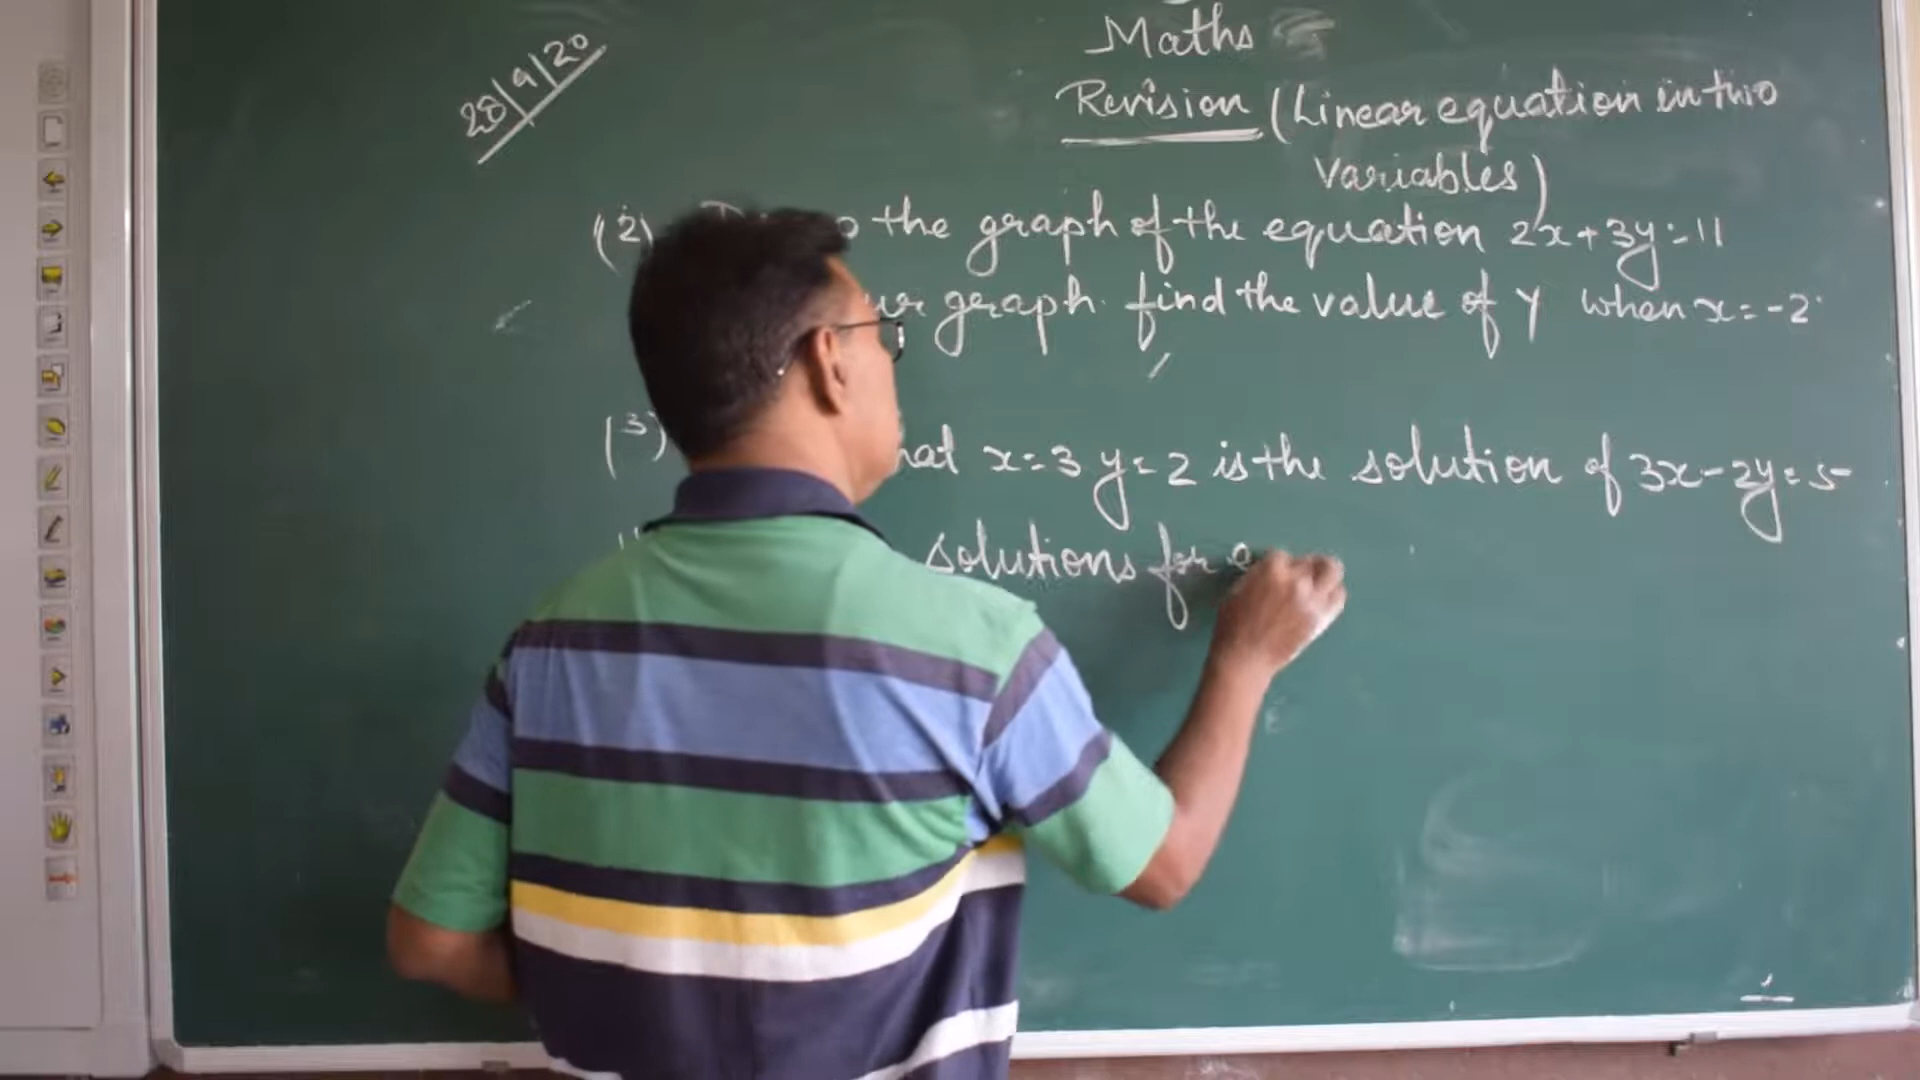 28/9/20
Maths
Revision (Linear equation in two
variables)
(2) the graph of the equation 2x+3y=11
graph find the value of y when x=-2
(3) x=3 y=2 is the solution of 3x-2y=5
solutions for